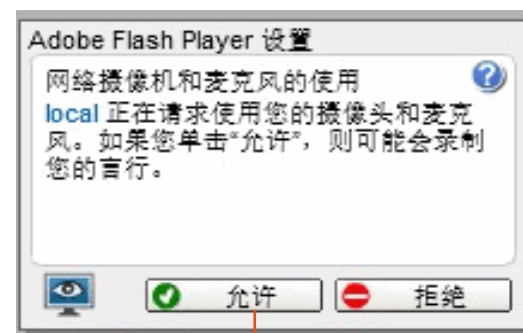 Adobe Flash Player 设置
网络摄像机和麦克风的使用
local 正在请求使用您的摄像头和麦克
风。如果您单击“允许”，则可能会录制
您的言行。
允许 拒绝